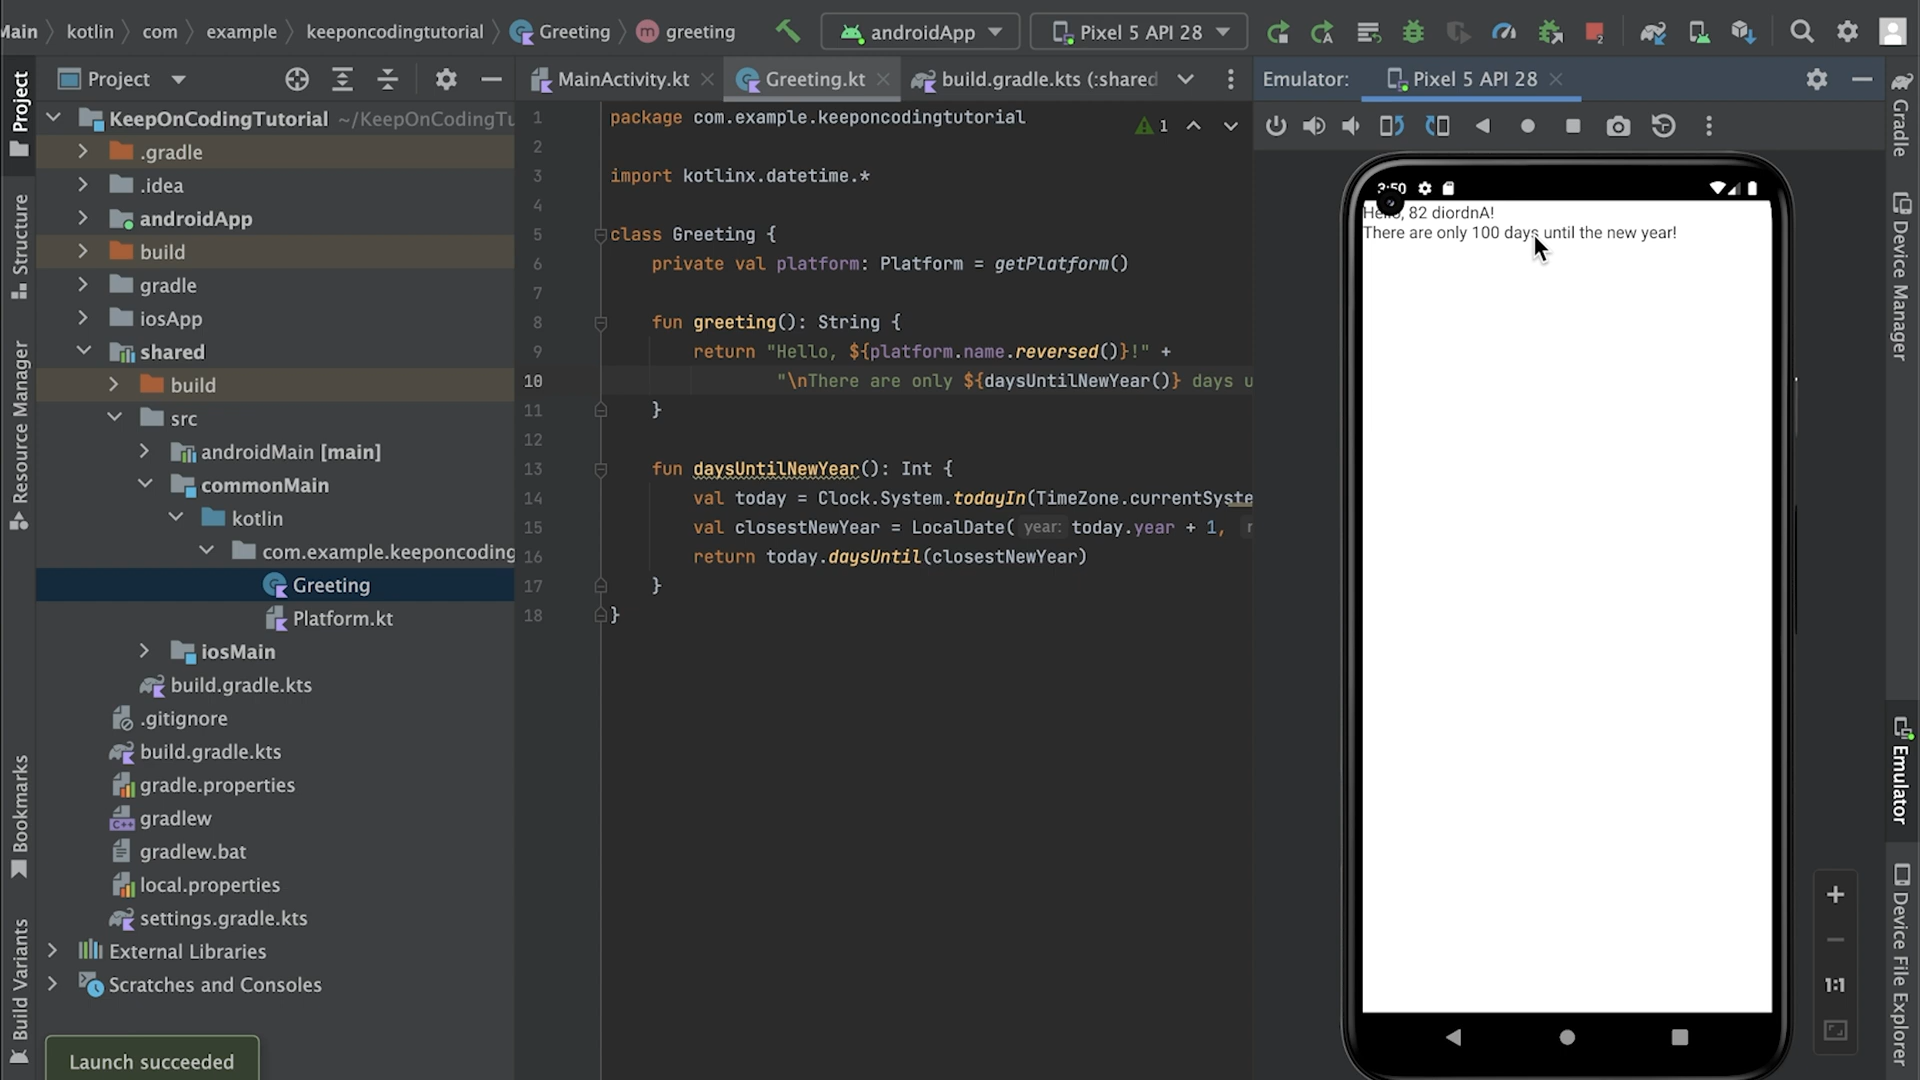 Main
kotlin
com
example
keeponcodingtutorial
Greeting
greeting
androidApp
Pixel 5 API 28
2
Project
Structure
Resource Manager
Bookmarks
Build Variants
Project
KeepOnCodingTutorial ~/KeepOnCodingTu
.gradle
.idea
androidApp
build
gradle
iosApp
shared
build
src
androidMain [main]
commonMain
kotlin
com.example.keeponcoding
Greeting
Platform.kt
iosMain
build.gradle.kts
.gitignore
build.gradle.kts
gradle.properties
C++
gradlew
gradlew.bat
local.properties
settings.gradle.kts
External Libraries
Scratches and Consoles
Launch succeeded
MainActivity.kt
Greeting.kt
build.gradle.kts (:shared
1
1 package com.example.keeponcodingtutorial
2
3 import kotlinx.datetime.*
4
5 class Greeting {
6 private val platform: Platform = getPlatform()
7
8 fun greeting(): String {
9 return "Hello, ${platform.name.reversed()}!" +
10 "\nThere are only ${daysUntilNewYear()} days u
11 }
12
13 fun daysUntilNewYear(): Int {
14 val today = Clock.System.todayIn(TimeZone.currentSyste
15 val closestNewYear = LocalDate( year: today.year + 1,
16 return today.daysUntil(closestNewYear)
17 }
18 }
Emulator:
Pixel 5 API 28
3:50
Hello, 82 diordnA!
There are only 100 days until the new year!
1:1
Gradle
Device Manager
Emulator
Device File Explorer